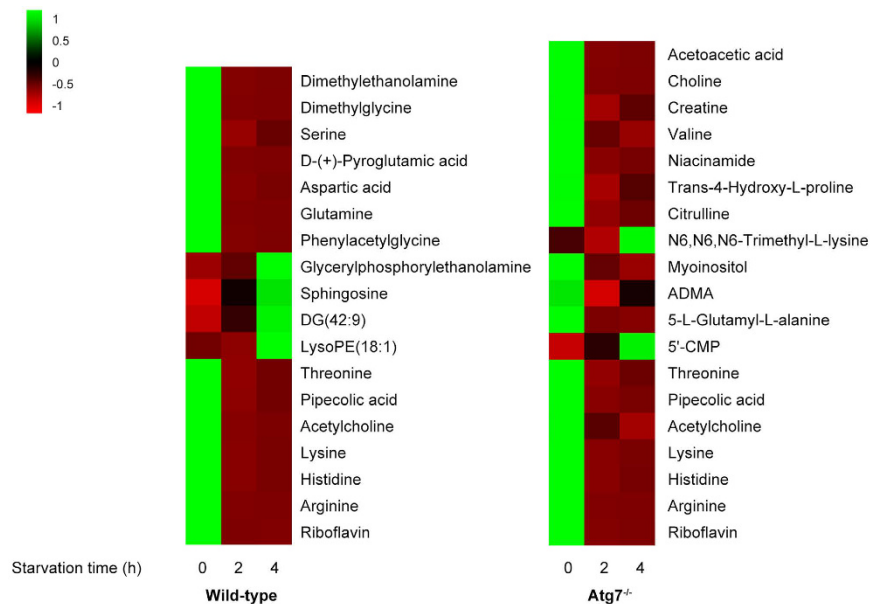 1
0.5
0
-0.5
-1
Dimethylethanolamine
Dimethylglycine
Serine
D-(+)-Pyroglutamic acid
Aspartic acid
Glutamine
Phenylacetylglycine
Glycerylphosphorylethanolamine
Sphingosine
DG(42:9)
LysoPE(18:1)
Threonine
Pipecolic acid
Acetylcholine
Lysine
Histidine
Arginine
Riboflavin
Acetoacetic acid
Choline
Creatine
Valine
Niacinamide
Trans-4-Hydroxy-L-proline
Citrulline
N6,N6,N6-Trimethyl-L-lysine
Myoinositol
ADMA
5-L-Glutamyl-L-alanine
5'-CMP
Threonine
Pipecolic acid
Acetylcholine
Lysine
Histidine
Arginine
Riboflavin
Starvation time (h) 0 2 4 0 2 4
Wild-type Atg7-/-